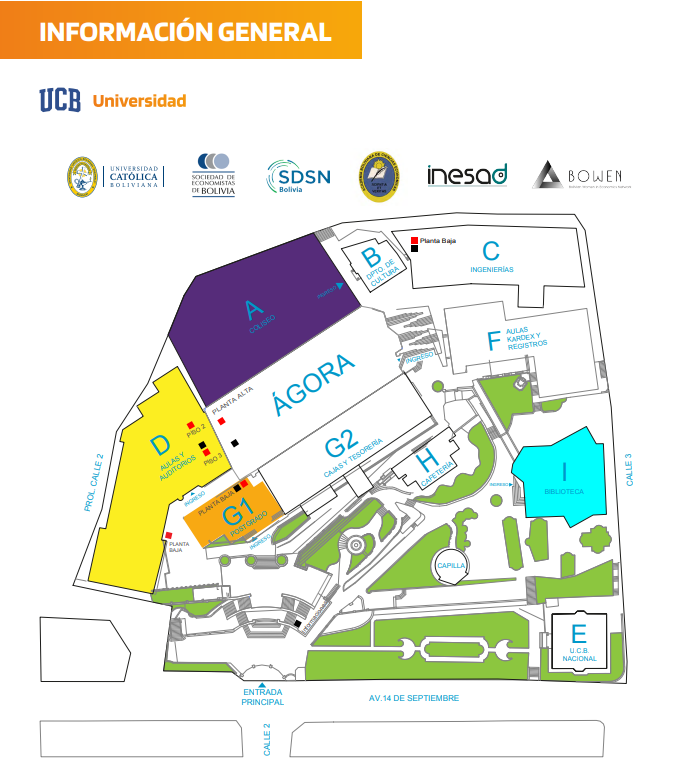 INFORMACIÓN GENERAL
UCB Universidad
UNIVERSIDAD
CATÓLICA
BOLIVIANA
SOCIEDAD DE
ECONOMISTAS
DE BOLIVIA
SDSN
Bolivia
inesad
BOWEN
Planta Baja
C
INGENIERÍAS
B
DPTO. DE
CULTURA
A
COLISEO
INGRESO
F
AULAS
KARDEX Y
REGISTROS
INGRESO
ÁGORA
PLANTA ALTA
G2
CAJAS Y TESORERÍA
H
CAFETERÍA
D
AULAS Y
AUDITORIOS
PISO 2
PISO 3
INGRESO
PLANTA BAJA
G1
POSTGRADO
INGRESO
PLANTA
BAJA
I
BIBLIOTECA
INGRESO
CAPILLA
E
U.C.B.
NACIONAL
PROL. CALLE 2
CALLE 3
ENTRADA
PRINCIPAL
AV.14 DE SEPTIEMBRE
CALLE 2